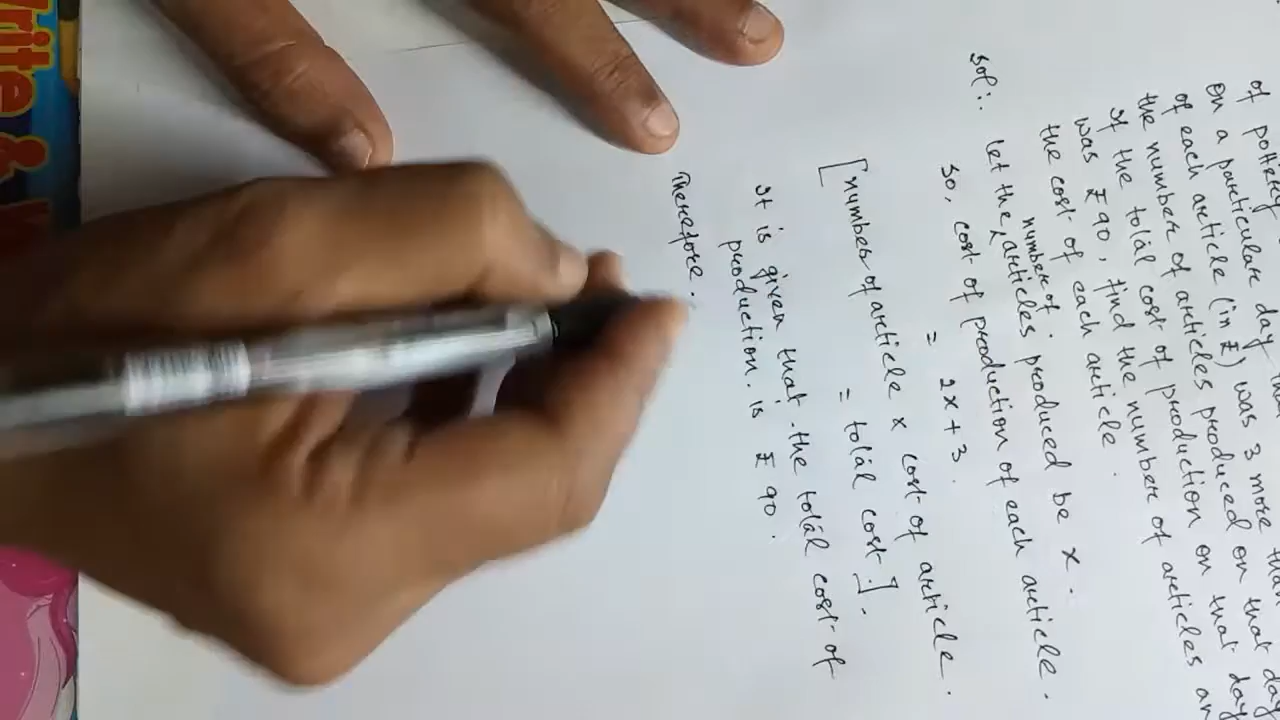 of pottery
on a particular day
of each article (in ₹) was 3 more than
the number of articles produced on that day
If the total cost of production on that day
was ₹ 90, find the number of articles an
the cost of each article.
Sol:. let the number of articles produced be x.
So, cost of production of each article.
= 2x + 3.
[number of article x cost of article.
= total cost].
It is given that the total cost of
production is ₹ 90.
Therefore.
Write &